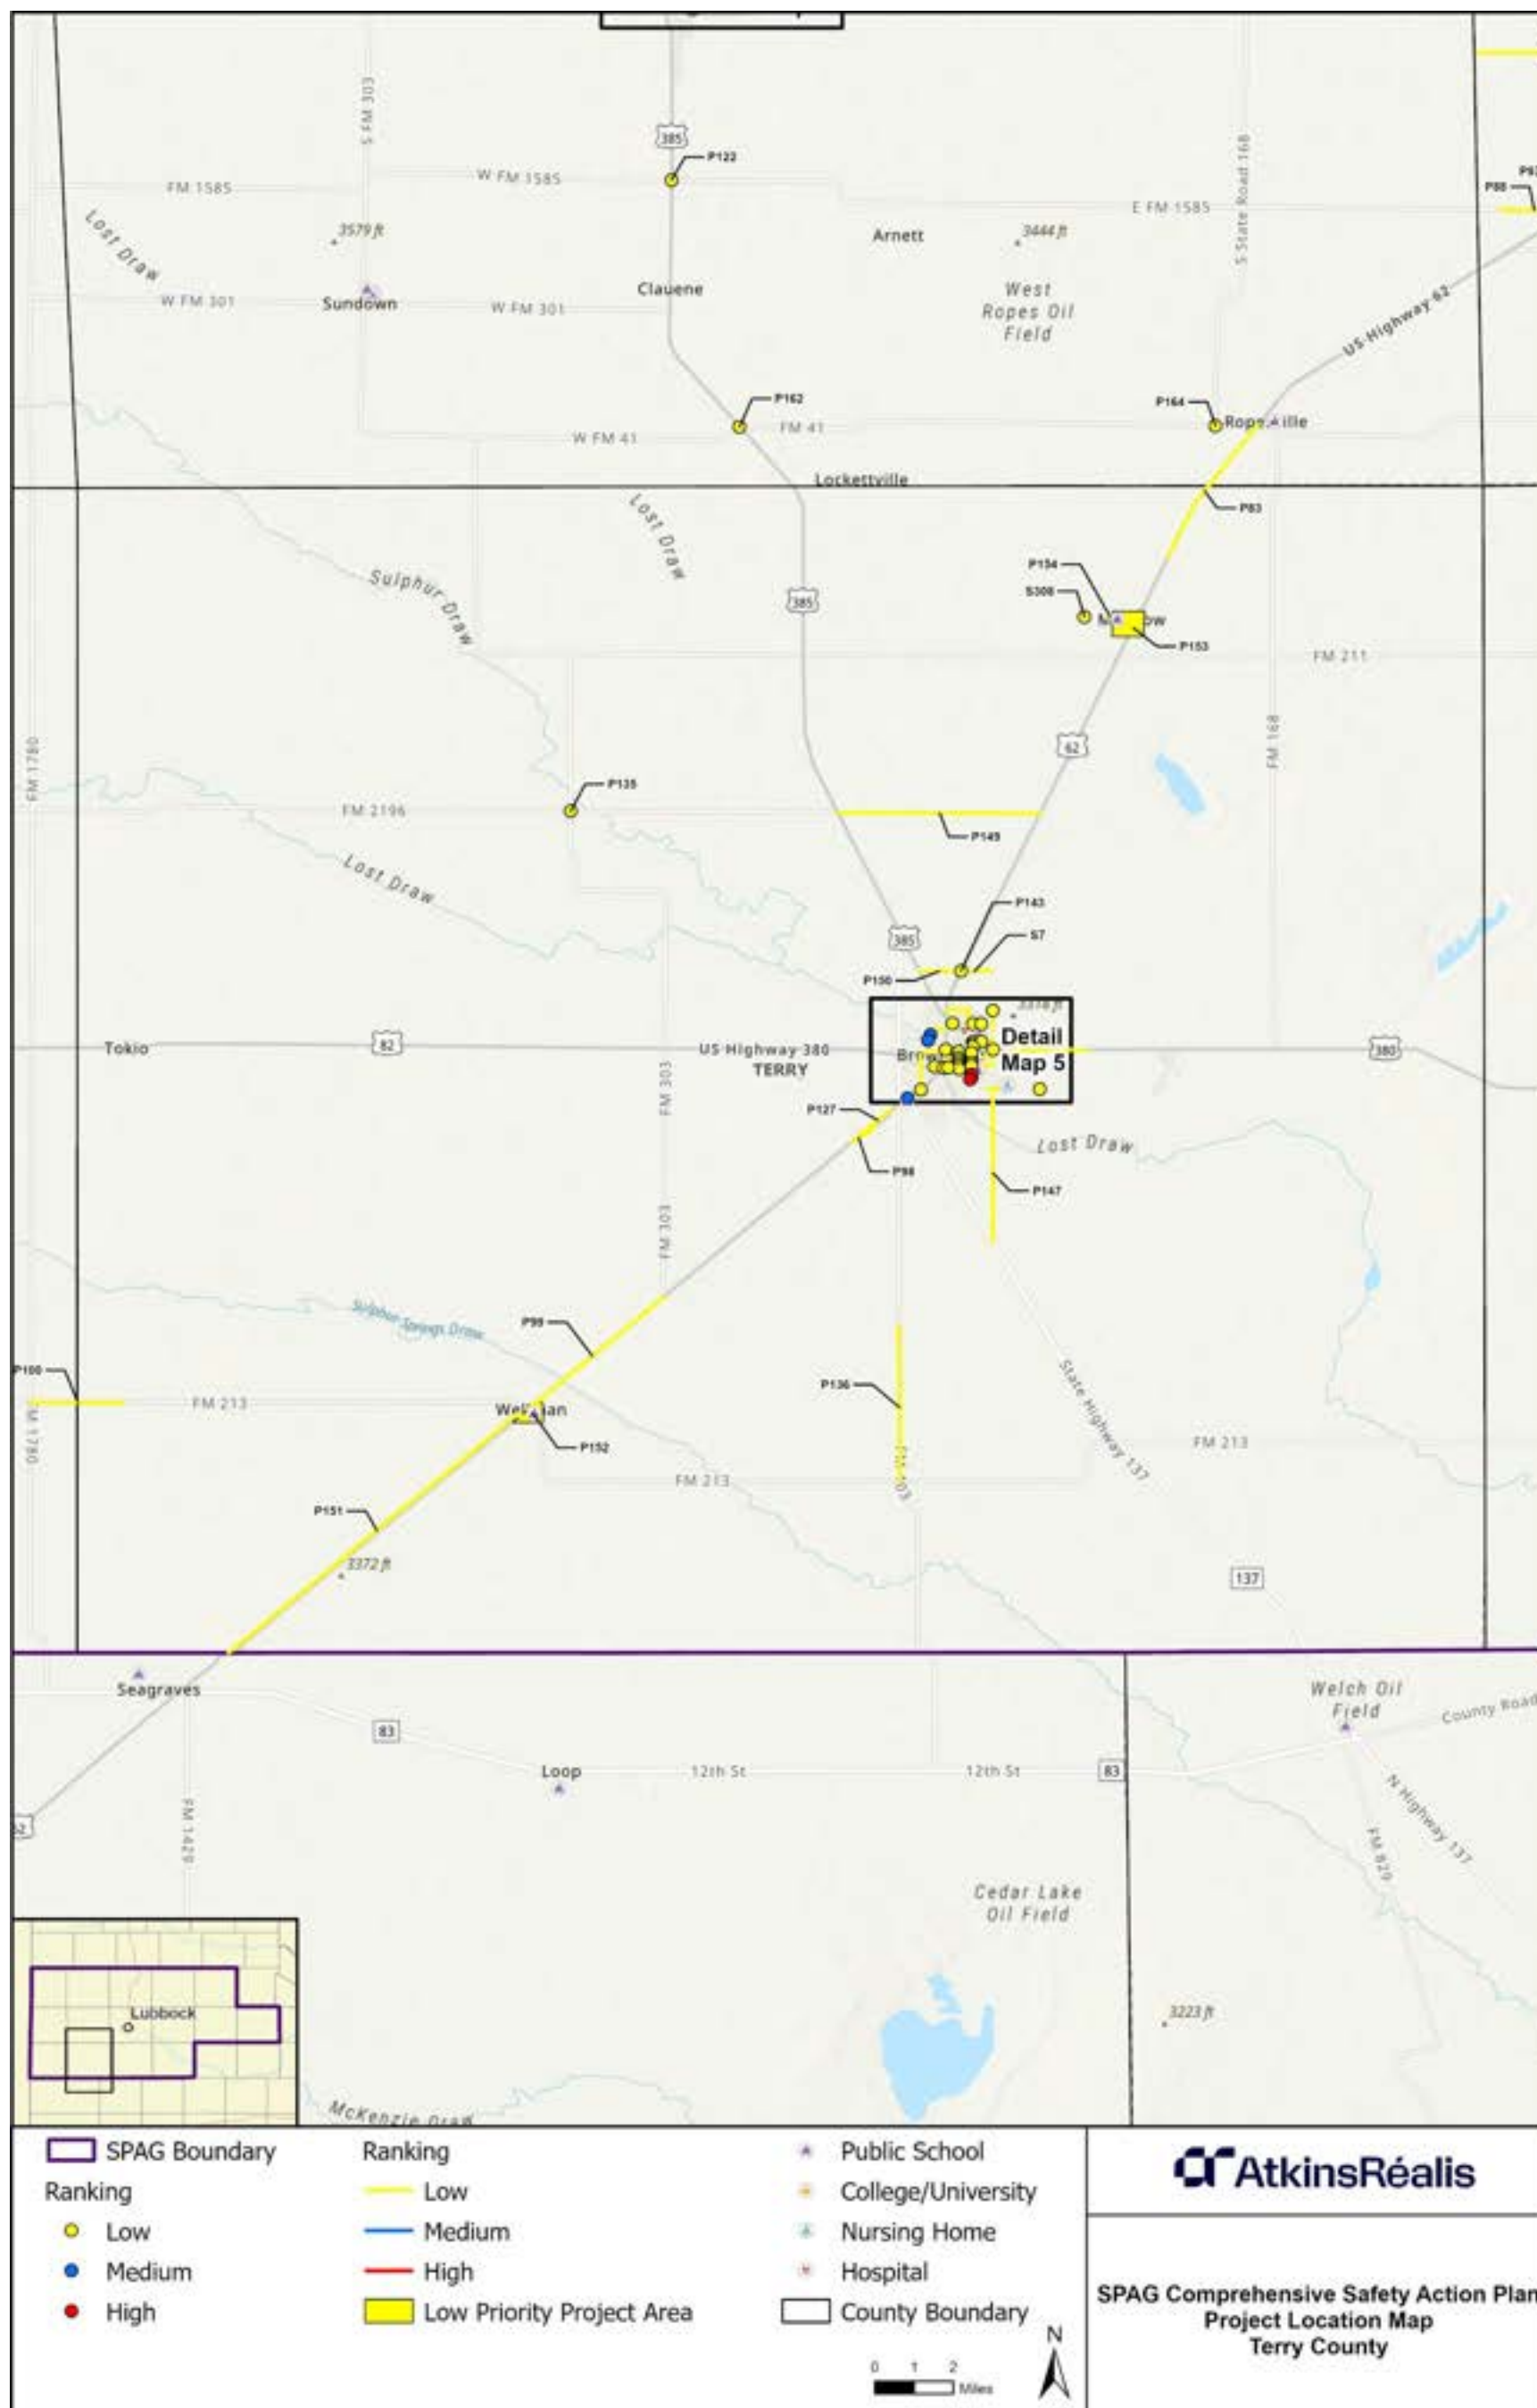 S FM 303
385
P122
FM 1585
W FM 1585
S State Road 168
P88
E FM 1585
Lost Draw
3579 ft
Arnett
3444 ft
W FM 301
Sundown
W FM 301
Clauene
West
Ropes Oil
Field
US Highway 62
P162
P164
W FM 41
FM 41
Lockettville
P83
Lost Draw
Sulphur Draw
385
P154
S308
P153
FM 211
FM 1780
62
FM 168
P135
FM 2196
P149
Lost Draw
P143
S7
385
P150
3316 ft
Detail
Map 5
Tokio
82
US Highway 380
TERRY
380
FM 303
P127
Lost Draw
P98
P147
FM 303
Sulphur Springs Draw
P99
P100
FM 213
P136
State Highway 137
FM 1780
P152
FM 213
FM 213
P151
3372 ft
137
Seagraves
Welch Oil
Field
County Road
83
Loop
12th St
12th St
83
N Highway 137
FM 1429
FM 829
Cedar Lake
Oil Field
3223 ft
Lubbock
McKenzie Draw
SPAG Boundary
Ranking
Low
Medium
High
Ranking
Low
Medium
High
Low Priority Project Area
Public School
College/University
Nursing Home
Hospital
County Boundary
N
0 1 2
Miles
AtkinsRéalis
SPAG Comprehensive Safety Action Plan
Project Location Map
Terry County